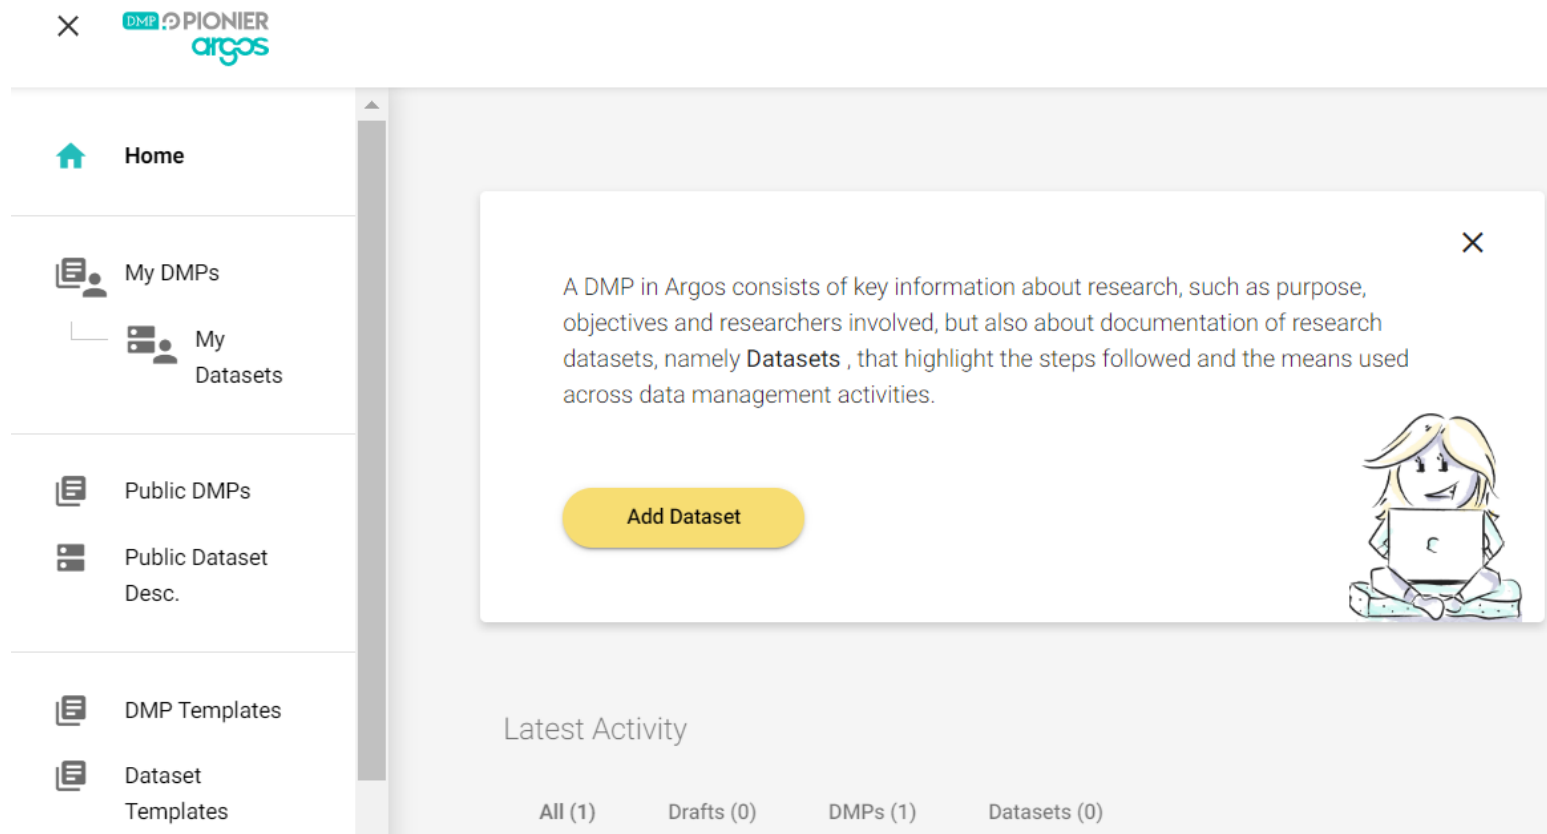 DMP PIONIER
argos
Home
My DMPs
My
Datasets
Public DMPs
Public Dataset
Desc.
DMP Templates
Dataset
Templates
A DMP in Argos consists of key information about research, such as purpose,
objectives and researchers involved, but also about documentation of research
datasets, namely Datasets , that highlight the steps followed and the means used
across data management activities.
Add Dataset
Latest Activity
All (1) Drafts (0) DMPs (1) Datasets (0)